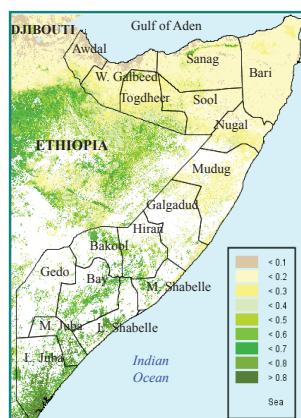 Gulf of Aden
DJIBOUTI
Awdal
Sanag
W. Galbeed
Bari
Togdheer
Sool
Nugal
ETHIOPIA
Mudug
Galgadud
Hiran
Bakool
Gedo
Bay
M. Shabelle
M. Juba
L. Shabelle
L. Juba
Indian
Ocean
< 0.1
< 0.2
< 0.3
< 0.4
< 0.5
< 0.6
< 0.7
< 0.8
> 0.8
Sea